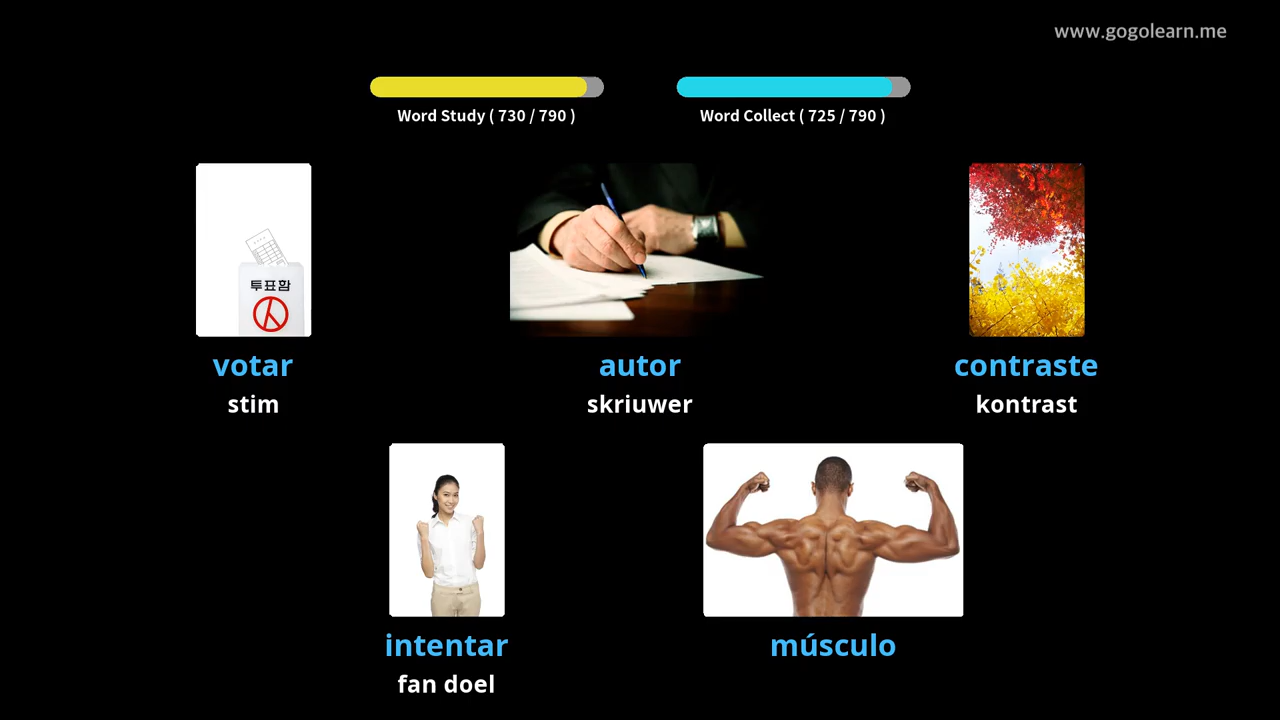 www.gogolearn.me
Word Study ( 730 / 790 )
Word Collect ( 725 / 790 )
투표함
votar
stim
autor
skriuwer
contraste
kontrast
intentar
fan doel
músculo